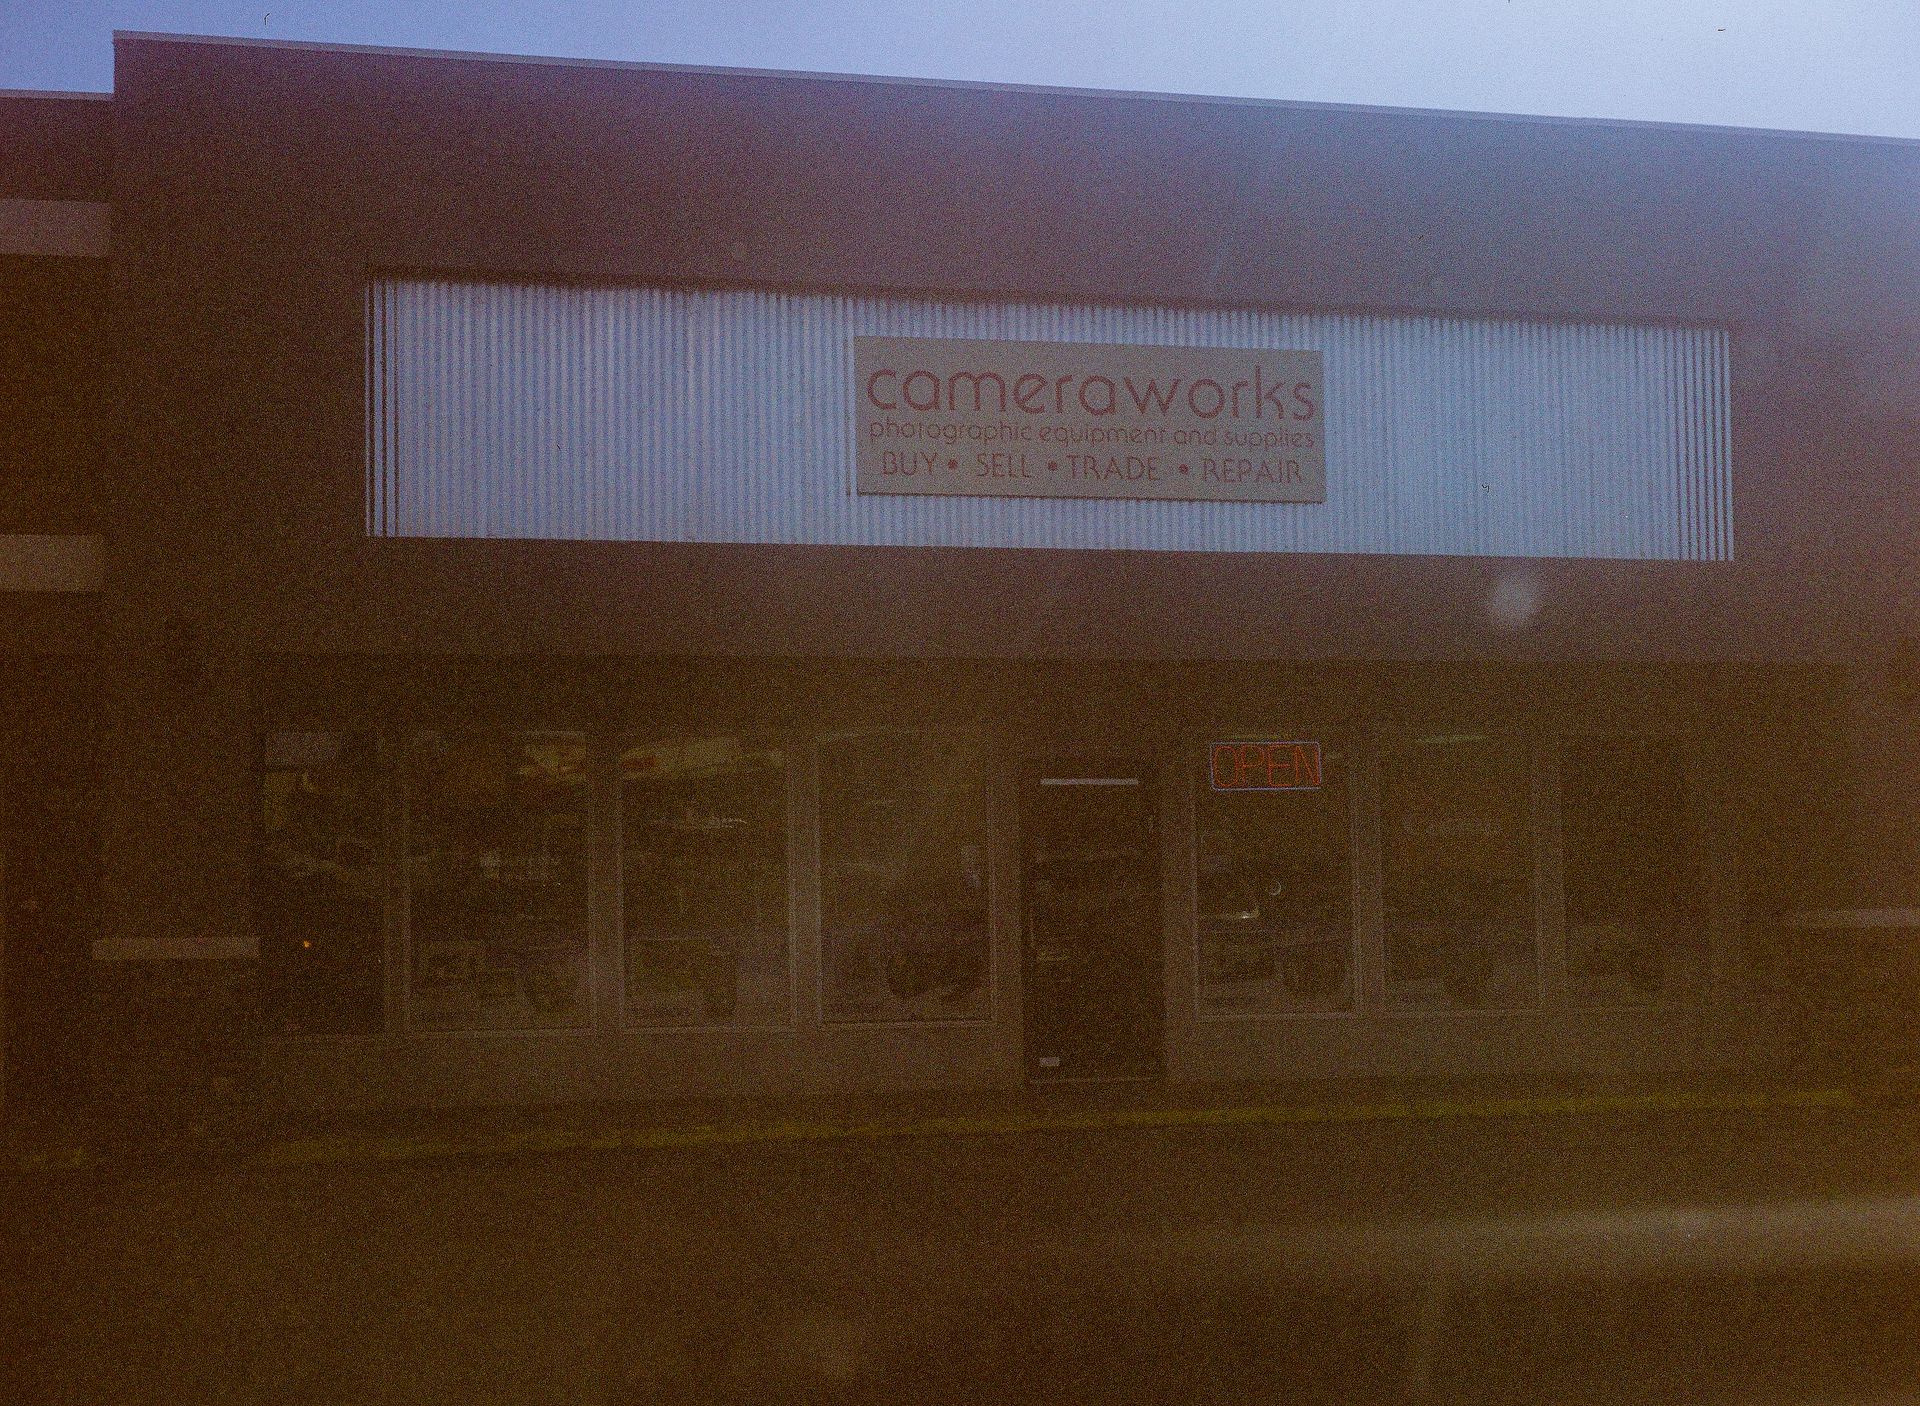 cameraworks
photographic equipment and supplies
BUY • SELL • TRADE • REPAIR
OPEN